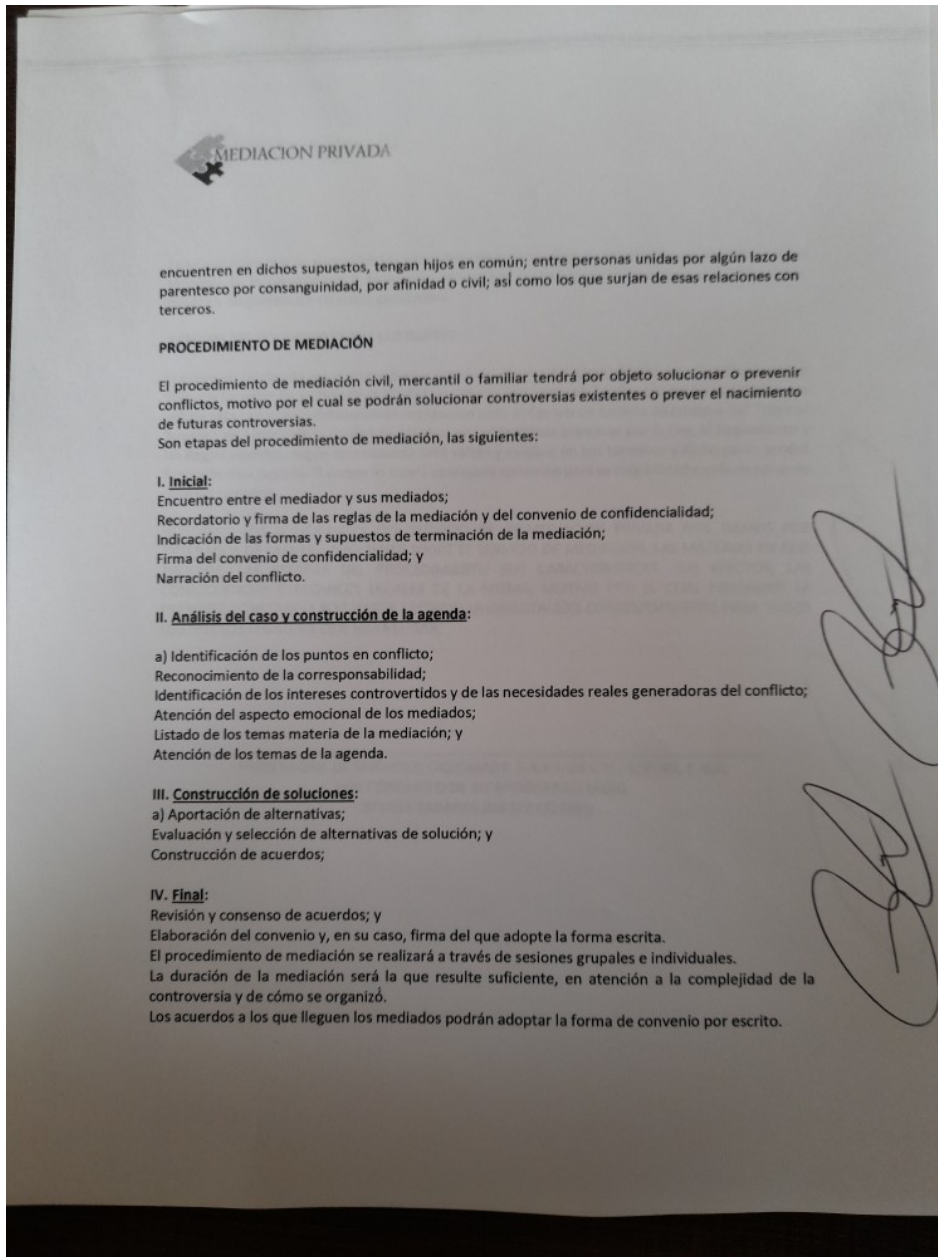 MEDIACION PRIVADA
encuentren en dichos supuestos, tengan hijos en común; entre personas unidas por algún lazo de
parentesco por consanguinidad, por afinidad o civil; así como los que surjan de esas relaciones con
terceros.
PROCEDIMIENTO DE MEDIACIÓN
El procedimiento de mediación civil, mercantil o familiar tendrá por objeto solucionar o prevenir
conflictos, motivo por el cual se podrán solucionar controversias existentes o prever el nacimiento
de futuras controversias.
Son etapas del procedimiento de mediación, las siguientes:
I. Inicial:
Encuentro entre el mediador y sus mediados;
Recordatorio y firma de las reglas de la mediación y del convenio de confidencialidad;
Indicación de las formas y supuestos de terminación de la mediación;
Firma del convenio de confidencialidad; y
Narración del conflicto.
II. Análisis del caso y construcción de la agenda:
a) Identificación de los puntos en conflicto;
Reconocimiento de la corresponsabilidad;
Identificación de los intereses controvertidos y de las necesidades reales generadoras del conflicto;
Atención del aspecto emocional de los mediados;
Listado de los temas materia de la mediación; y
Atención de los temas de la agenda.
III. Construcción de soluciones:
a) Aportación de alternativas;
Evaluación y selección de alternativas de solución; y
Construcción de acuerdos;
IV. Final:
Revisión y consenso de acuerdos; y
Elaboración del convenio y, en su caso, firma del que adopte la forma escrita.
El procedimiento de mediación se realizará a través de sesiones grupales e individuales.
La duración de la mediación será la que resulte suficiente, en atención a la complejidad de la
controversia y de cómo se organizó.
Los acuerdos a los que lleguen los mediados podrán adoptar la forma de convenio por escrito.